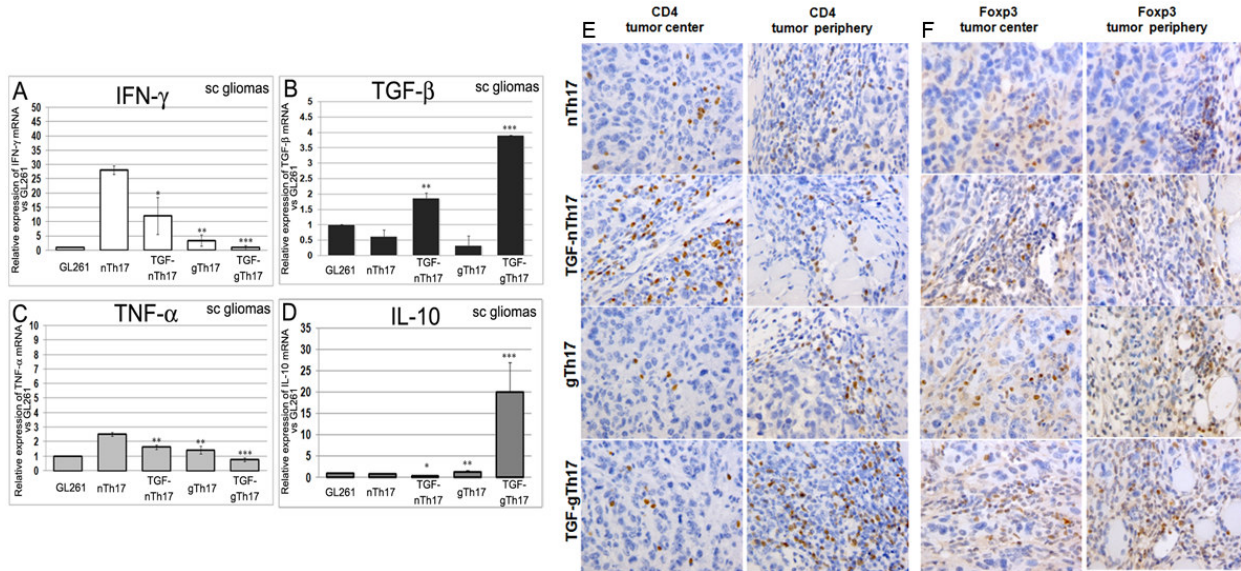 A
IFN-γ
sc gliomas
Relative expression of IFN-γ mRNA
vs GL261
50
45
40
35
30
25
20
15
10
5
0
*
**
***
GL261
nTh17
TGF-
nTh17
gTh17
TGF-
gTh17
B
TGF-β
sc gliomas
Relative expression of TGF-β mRNA
vs GL261
5
4.5
4
3.5
3
2.5
2
1.5
1
0.5
0
**
***
GL261
nTh17
TGF-
nTh17
gTh17
TGF-
gTh17
C
TNF-α
sc gliomas
Relative expression of TNF-α mRNA
vs GL261
10
9
8
7
6
5
4
3
2
1
0
**
**
***
GL261
nTh17
TGF-
nTh17
gTh17
TGF-
gTh17
D
IL-10
sc gliomas
Relative expression of IL-10 mRNA
vs GL261
35
30
25
20
15
10
5
0
*
**
***
GL261
nTh17
TGF-
nTh17
gTh17
TGF-
gTh17
E
CD4
tumor center
CD4
tumor periphery
F
Foxp3
tumor center
Foxp3
tumor periphery
nTh17
TGF-nTh17
gTh17
TGF-gTh17